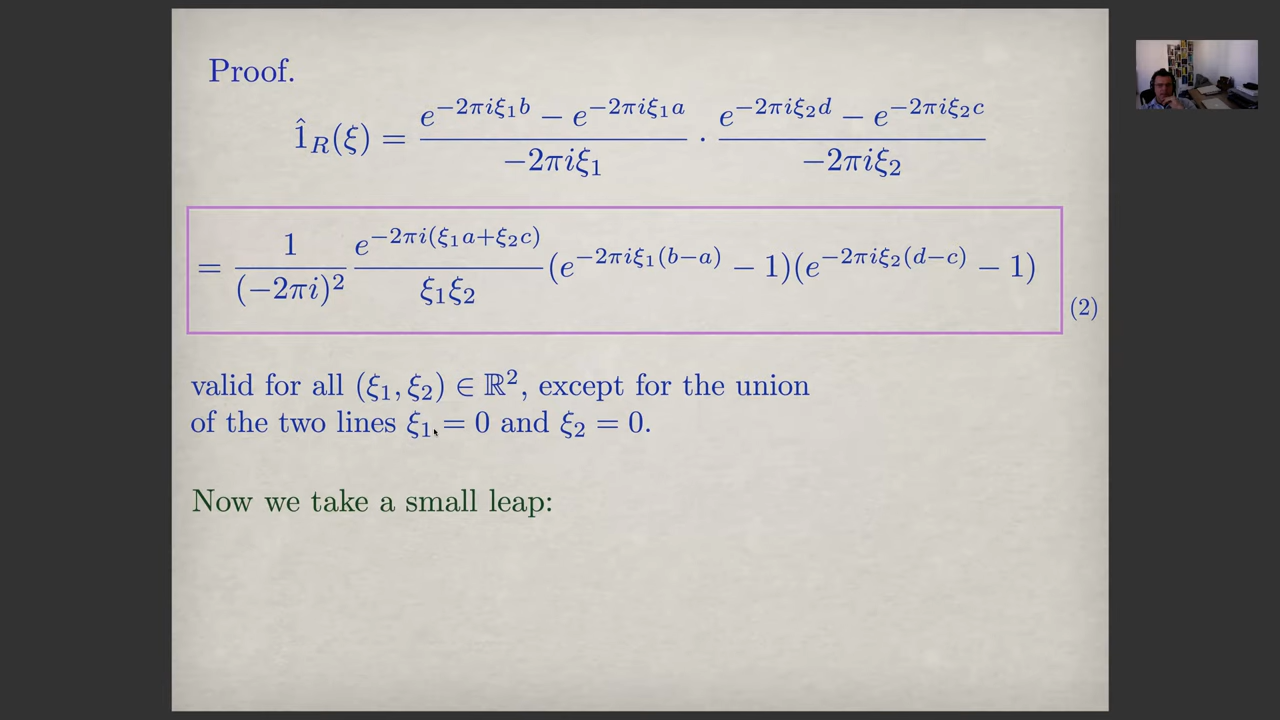 Proof.
$\hat{1}_R(\xi) = \frac{e^{-2\pi i\xi_1 b} - e^{-2\pi i\xi_1 a}}{-2\pi i\xi_1} \cdot \frac{e^{-2\pi i\xi_2 d} - e^{-2\pi i\xi_2 c}}{-2\pi i\xi_2}$
$= \frac{1}{(-2\pi i)^2} \frac{e^{-2\pi i(\xi_1 a + \xi_2 c)}}{\xi_1 \xi_2} (e^{-2\pi i\xi_1(b-a)} - 1)(e^{-2\pi i\xi_2(d-c)} - 1)$
(2)
valid for all $(\xi_1, \xi_2) \in \mathbb{R}^2$, except for the union
of the two lines $\xi_1 = 0$ and $\xi_2 = 0$.
Now we take a small leap: